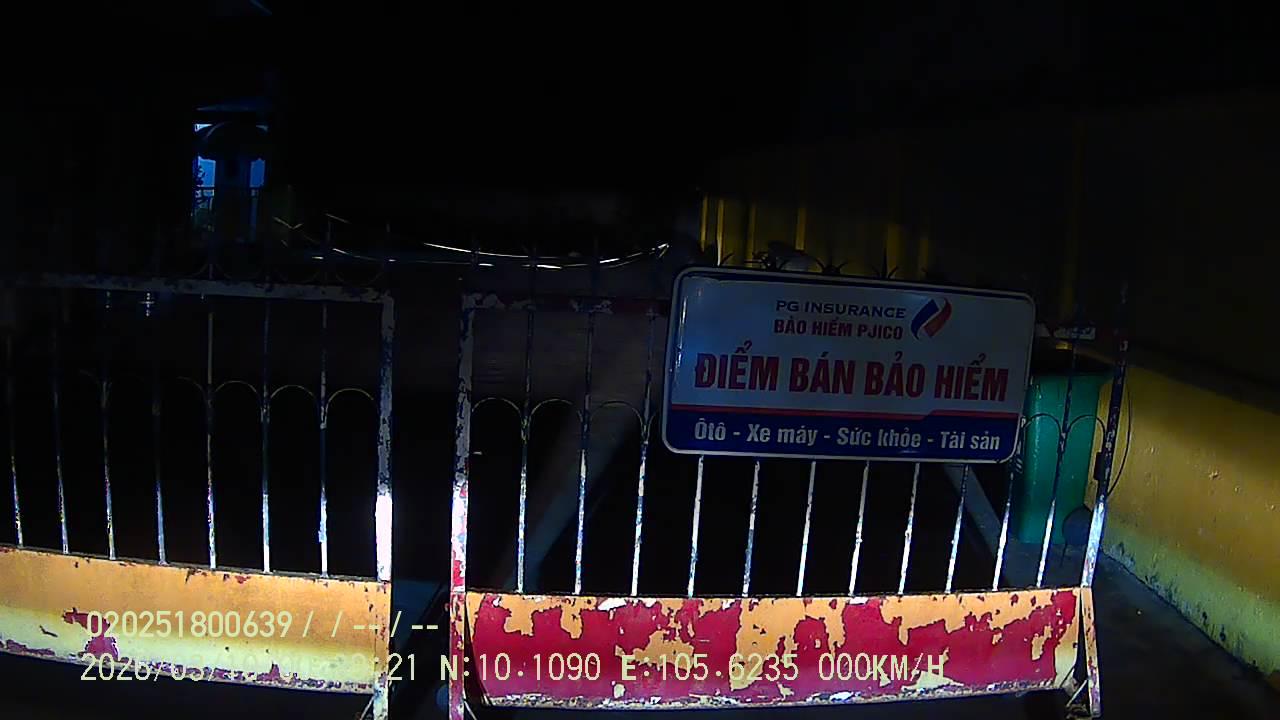 PG INSURANCE
BẢO HIỂM PJICO
ĐIỂM BÁN BẢO HIỂM
Ôtô - Xe máy - Sức khỏe - Tài sản
020251800639 / / -- / --
N:10.1090 E:105.6235 000KM/H